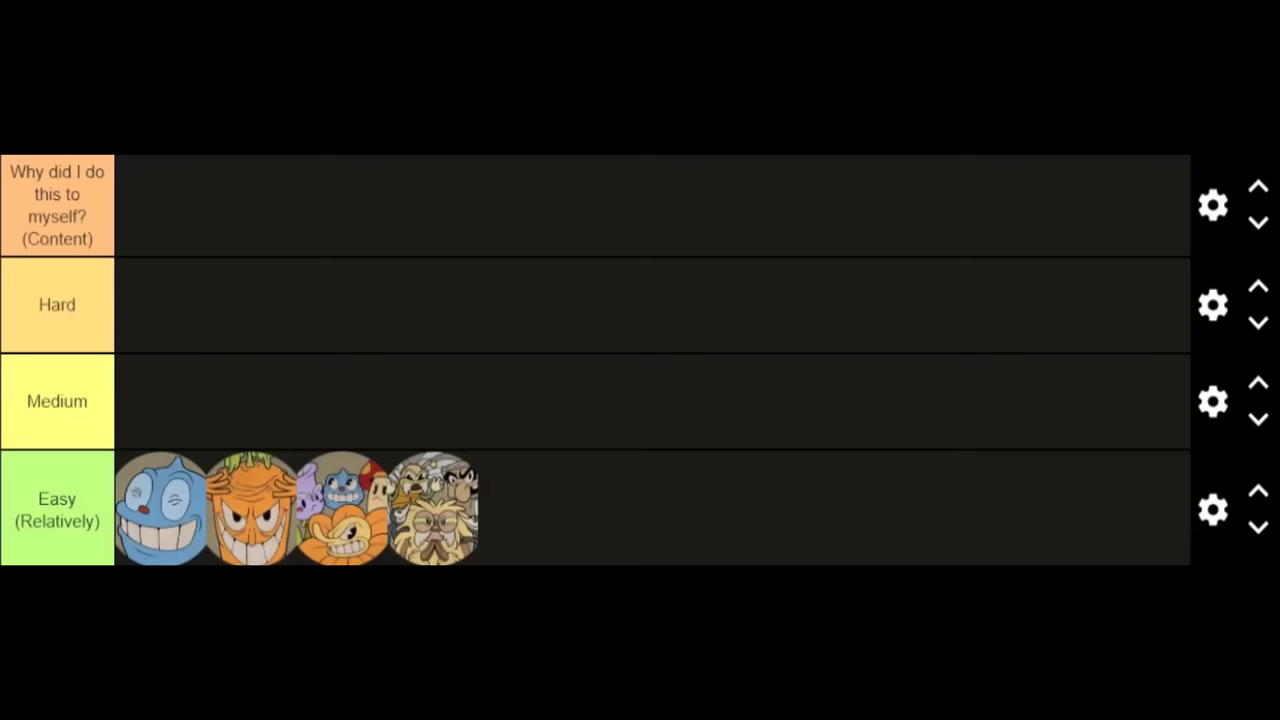 Why did I do
this to
myself?
(Content)
Hard
Medium
Easy
(Relatively)